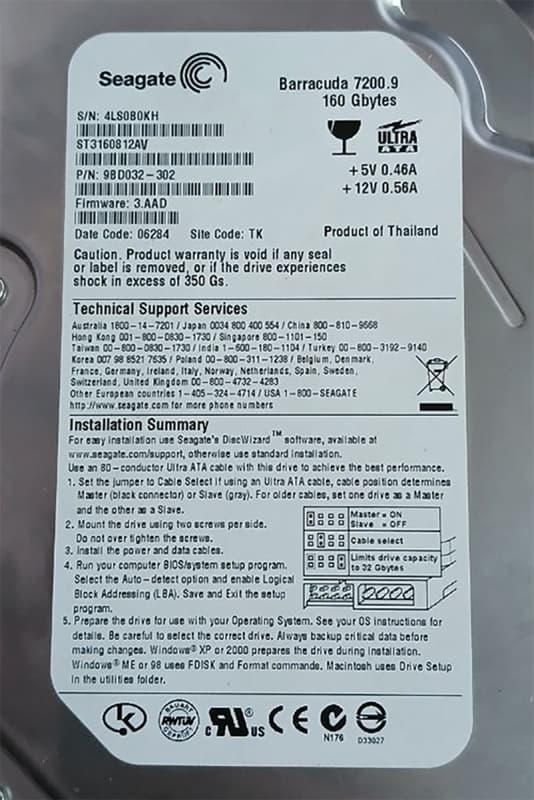 Seagate
Barracuda 7200.9
160 Gbytes
S/N: 4LS0B0KH
ST3160812AV
P/N: 9BD032-302
Firmware: 3.AAD
Date Code: 06284 Site Code: TK
ULTRA
ATA
+5V 0.46A
+12V 0.56A
Product of Thailand
Caution. Product warranty is void if any seal
or label is removed, or if the drive experiences
shock in excess of 350 Gs.
Technical Support Services
Australia 1800-14-7201 / Japan 0034 800 400 554 / China 800-810-9668
Hong Kong 001-800-0830-1730 / Singapore 800-1101-150
Taiwan 00-800-0830-1730 / India 1-600-180-1104 / Turkey 00-800-3192-9140
Korea 007 98 8521 7635 / Poland 00-800-311-1238 / Belgium, Denmark,
France, Germany, Ireland, Italy, Norway, Netherlands, Spain, Sweden,
Switzerland, United Kingdom 00-800-4732-4283
Other European countries 1-405-324-4714 / USA 1-800-SEAGATE
http://www.seagate.com for more phone numbers
Installation Summary
For easy installation use Seagate's DiscWizard™ software, available at
www.seagate.com/support, otherwise use standard installation.
Use an 80-conductor Ultra ATA cable with this drive to achieve the best performance.
1. Set the jumper to Cable Select if using an Ultra ATA cable, cable position determines
Master (black connector) or Slave (gray). For older cables, set one drive as a Master
and the other as a Slave.
2. Mount the drive using two screws per side.
Do not over tighten the screws.
3. Install the power and data cables.
4. Run your computer BIOS/system setup program.
Select the Auto-detect option and enable Logical
Block Addressing (LBA). Save and Exit the setup
program.
Master = ON
Slave = OFF
Cable select
Limits drive capacity
to 32 Gbytes
5. Prepare the drive for use with your Operating System. See your OS instructions for
details. Be careful to select the correct drive. Always backup critical data before
making changes. Windows® XP or 2000 prepares the drive during installation.
Windows® ME or 98 uses FDISK and Format commands. Macintosh uses Drive Setup
in the utilities folder.
BAUART
RWTÜV
GEPRÜFT
c RU® US
CE
N176
D33027